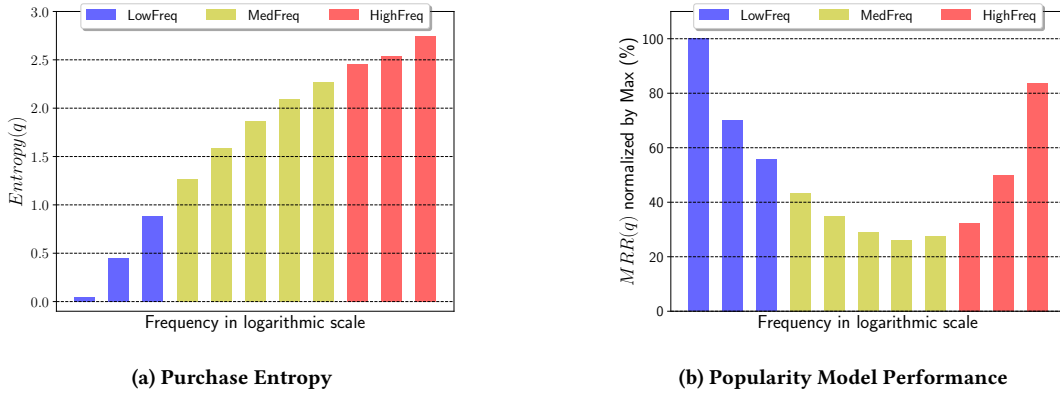 LowFreq MedFreq HighFreq
3.0
2.5
2.0
1.5
1.0
0.5
0.0
Entropy(q)
Frequency in logarithmic scale
(a) Purchase Entropy
LowFreq MedFreq HighFreq
100
80
60
40
20
0
MRR(q) normalized by Max (%)
Frequency in logarithmic scale
(b) Popularity Model Performance